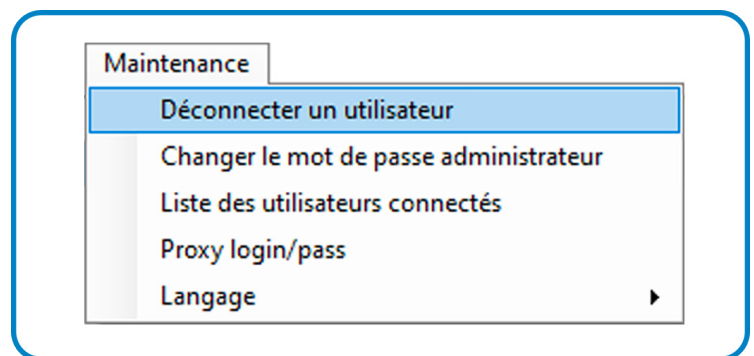 Maintenance
Déconnecter un utilisateur
Changer le mot de passe administrateur
Liste des utilisateurs connectés
Proxy login/pass
Langage